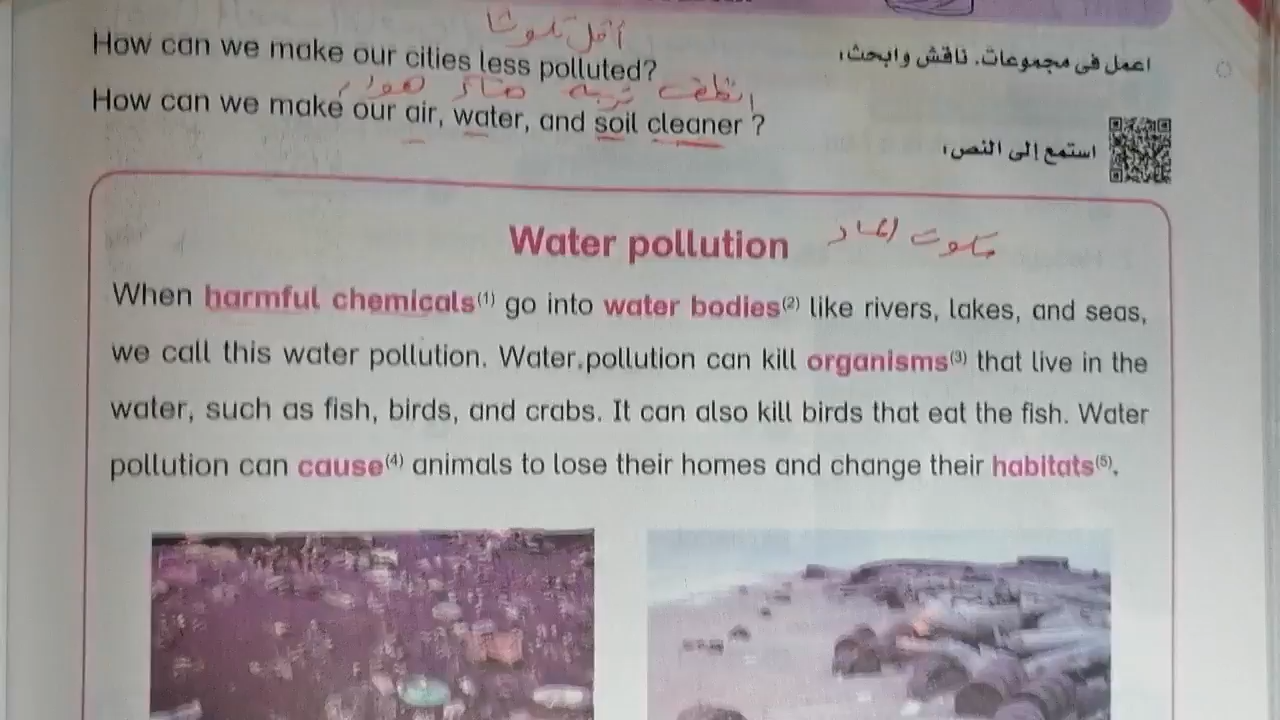 أقل تلوثا
How can we make our cities less polluted?
اعمل فى مجموعات. ناقش وابحث:
انظف تربة ماء هواء
How can we make our air, water, and soil cleaner ?
استمع إلى النص:
Water pollution
When harmful chemicals(1) go into water bodies(2) like rivers, lakes, and seas,
we call this water pollution. Water pollution can kill organisms(3) that live in the
water, such as fish, birds, and crabs. It can also kill birds that eat the fish. Water
pollution can cause(4) animals to lose their homes and change their habitats(5).